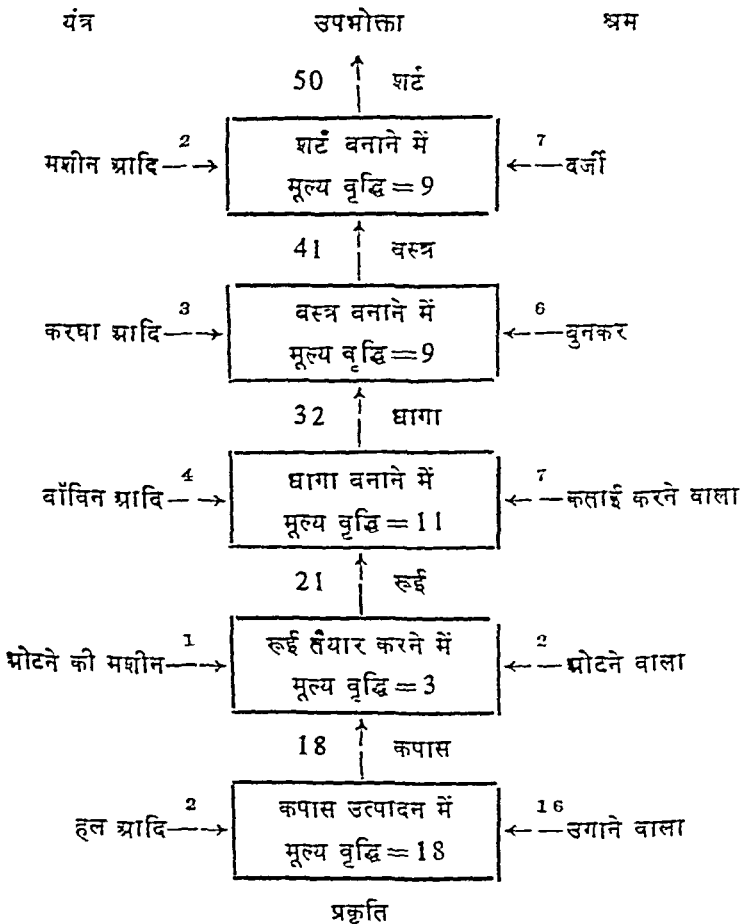 यंत्र उपभोक्ता श्रम
50 शर्ट
मशीन आदि 2 शर्ट बनाने में 7 दर्जी
मूल्य वृद्धि = 9
41 वस्त्र
करघा आदि 3 वस्त्र बनाने में 6 बुनकर
मूल्य वृद्धि = 9
32 धागा
बॉबिन आदि 4 धागा बनाने में 7 कताई करने वाला
मूल्य वृद्धि = 11
21 रूई
ओटने की मशीन 1 रूई तैयार करने में 2 ओटने वाला
मूल्य वृद्धि = 3
18 कपास
हल आदि 2 कपास उत्पादन में 16 उगाने वाला
मूल्य वृद्धि = 18
प्रकृति